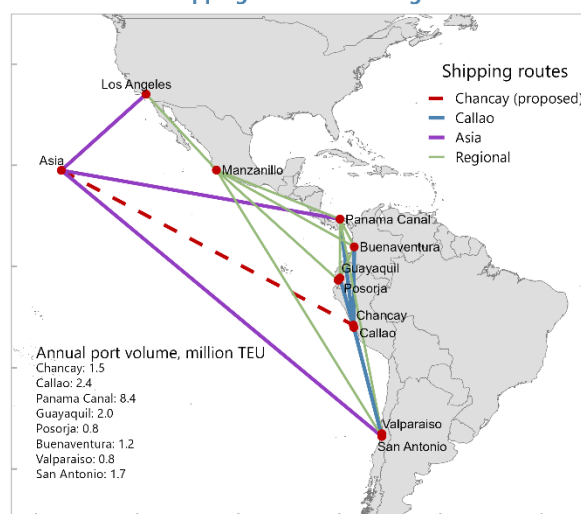 Shipping routes
Chancay (proposed)
Callao
Asia
Regional
Los Angeles
Asia
Manzanillo
Panama Canal
Buenaventura
Guayaquil
Posorja
Chancay
Callao
Valparaiso
San Antonio
Annual port volume, million TEU
Chancay: 1.5
Callao: 2.4
Panama Canal: 8.4
Guayaquil: 2.0
Posorja: 0.8
Buenaventura: 1.2
Valparaiso: 0.8
San Antonio: 1.7